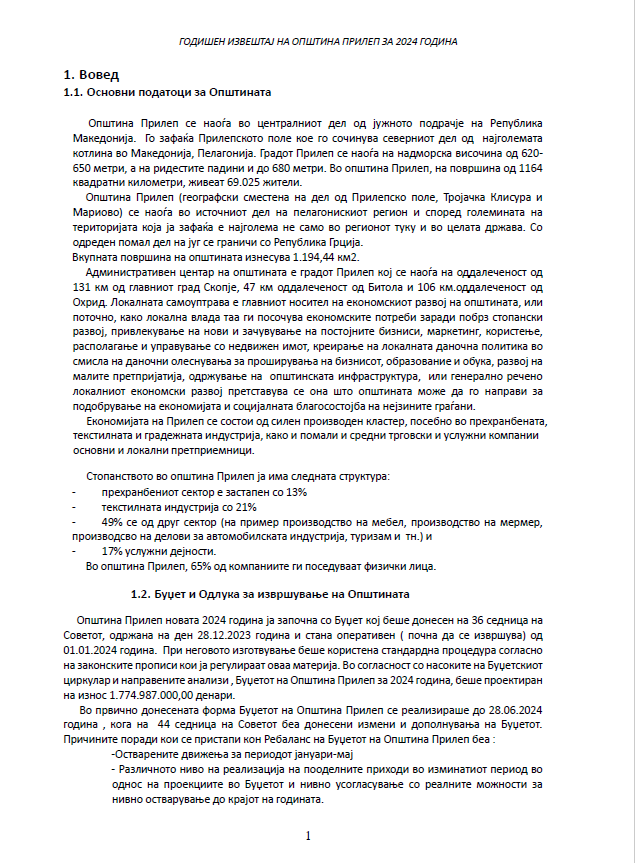 ГОДИШЕН ИЗВЕШТАЈ НА ОПШТИНА ПРИЛЕП ЗА 2024 ГОДИНА
1. Вовед
1.1. Основни податоци за Општината
Општина Прилеп се наоѓа во централниот дел од јужното подрачје на Република
Македонија. Го зафаќа Прилепското поле кое го сочинува северниот дел од најголемата
котлина во Македонија, Пелагонија. Градот Прилеп се наоѓа на надморска височина од 620-
650 метри, а на ридестите падини и до 680 метри. Во општина Прилеп, на површина од 1164
квадратни километри, живеат 69.025 жители.
Општина Прилеп (географски сместена на дел од Прилепско поле, Тројачка Клисура и
Мариово) се наоѓа во источниот дел на пелагонискиот регион и според големината на
територијата која ја зафаќа е најголема не само во регионот туку и во целата држава. Со
одреден помал дел на југ се граничи со Република Грција.
Вкупната површина на општината изнесува 1.194,44 км2.
Административен центар на општината е градот Прилеп кој се наоѓа на оддалеченост од
131 км од главниот град Скопје, 47 км оддалеченост од Битола и 106 км.оддалеченост од
Охрид. Локалната самоуптрава е главниот носител на економскиот развој на општината, или
поточно, како локална влада таа ги посочува економските потреби заради побрз стопански
развој, привлекување на нови и зачувување на постојните бизниси, маркетинг, користење,
располагање и управување со недвижен имот, креирање на локалната даночна политика во
смисла на даночни олеснувања за проширувања на бизнисот, образование и обука, развој на
малите претпријатија, одржување на општинската инфраструктура, или генерално речено
локалниот економски развој претставува се она што општината може да го направи за
подобрување на економијата и социјалната благосостојба на нејзините граѓани.
Економијата на Прилеп се состои од силен производен кластер, посебно во прехранбената,
текстилната и градежната индустрија, како и помали и средни трговски и услужни компании
основни и локални претприемници.
Стопанството во општина Прилеп ја има следната структура:
- прехранбениот сектор е застапен со 13%
- текстилната индустрија со 21%
- 49% се од друг сектор (на пример производство на мебел, производство на мермер,
производсво на делови за автомобилската индустрија, туризам и тн.) и
- 17% услужни дејности.
Во општина Прилеп, 65% од компаниите ги поседуваат физички лица.
1.2. Буџет и Одлука за извршување на Општината
Општина Прилеп новата 2024 година ја започна со Буџет кој беше донесен на 36 седница на
Советот, одржана на ден 28.12.2023 година и стана оперативен ( почна да се извршува) од
01.01.2024 година. При неговото изготвување беше користена стандардна процедура согласно
на законските прописи кои ја регулираат оваа материја. Во согласност со насоките на Буџетскиот
циркулар и направените анализи , Буџетот на Општина Прилеп за 2024 година, беше проектиран
на износ 1.774.987.000,00 денари.
Во првично донесената форма Буџетот на Општина Прилеп се реализираше до 28.06.2024
година , кога на 44 седница на Советот беа донесени измени и дополнувања на Буџетот.
Причините поради кои се пристапи кон Ребаланс на Буџетот на Општина Прилеп беа :
-Остварените движења за периодот јануари-мај
- Различното ниво на реализација на поодделните приходи во изминатиот период во
однос на проекциите во Буџетот и нивно усогласување со реалните можности за
нивно остварување до крајот на годината.
1